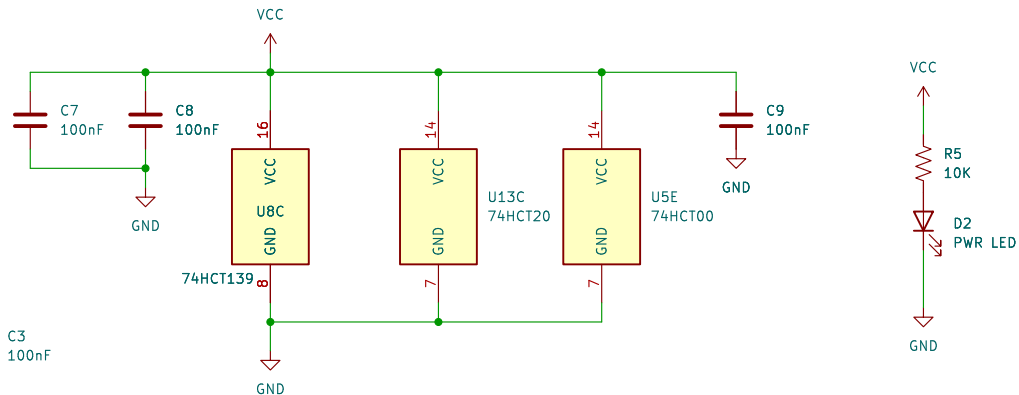 VCC
C7
100nF
C8
100nF
16
VCC
U8C
GND
74HCT139
8
14
VCC
GND
7
U13C
74HCT20
14
VCC
GND
7
U5E
74HCT00
C9
100nF
GND
GND
GND
C3
100nF
VCC
R5
10K
D2
PWR LED
GND